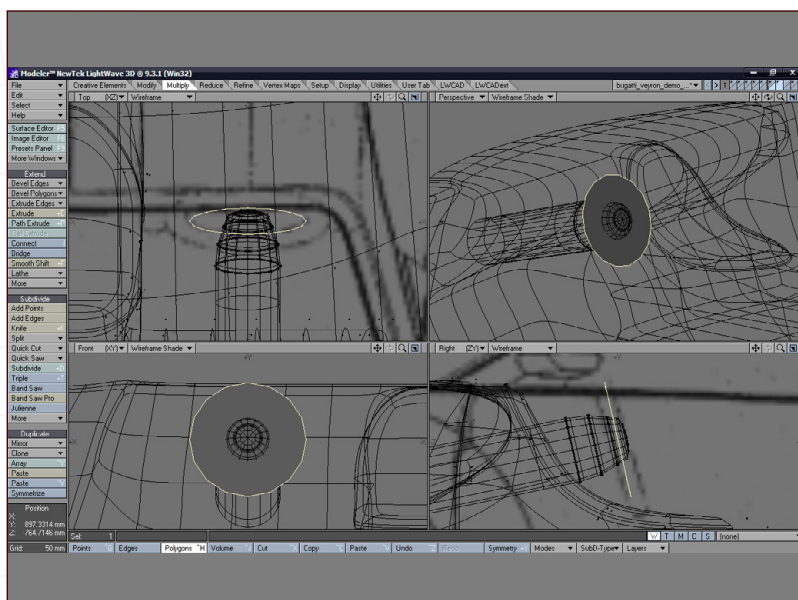 Modeler™ NewTek LightWave 3D ® 9.3.1 (Win32)
File Creative Elements Modify Multiply Reduce Refine Vertex Maps Setup Display Utilities User Tab LWCAD LWCADext bugatti_veyron_demo_...* 1
Edit Top (XZ) Wireframe Perspective Wireframe Shade
Select
Help
Surface Editor
Image Editor
Presets Panel
More Windows
Extend
Bevel Edges
Bevel Polygons
Extrude Edges
Extrude
Path Extrude
Connect
Bridge
Smooth Shift
Lathe
More
Subdivide
Add Points
Add Edges
Knife
Split
Quick Cut Front (XY) Wireframe Shade Right (ZY) Wireframe
Quick Saw
Subdivide
Triple
Band Saw
Band Saw Pro
Julienne
More
Duplicate
Mirror
Clone
Array
Paste
Paste
Symmetrize
Position
X:
Y: 897.3314 mm
Z: 764.7146 mm Sel: 1 W T M C S (none)
Grid: 50 mm Points Edges Polygons ^H Volume Cut Copy Paste Undo Symmetry Modes SubD-Type Layers